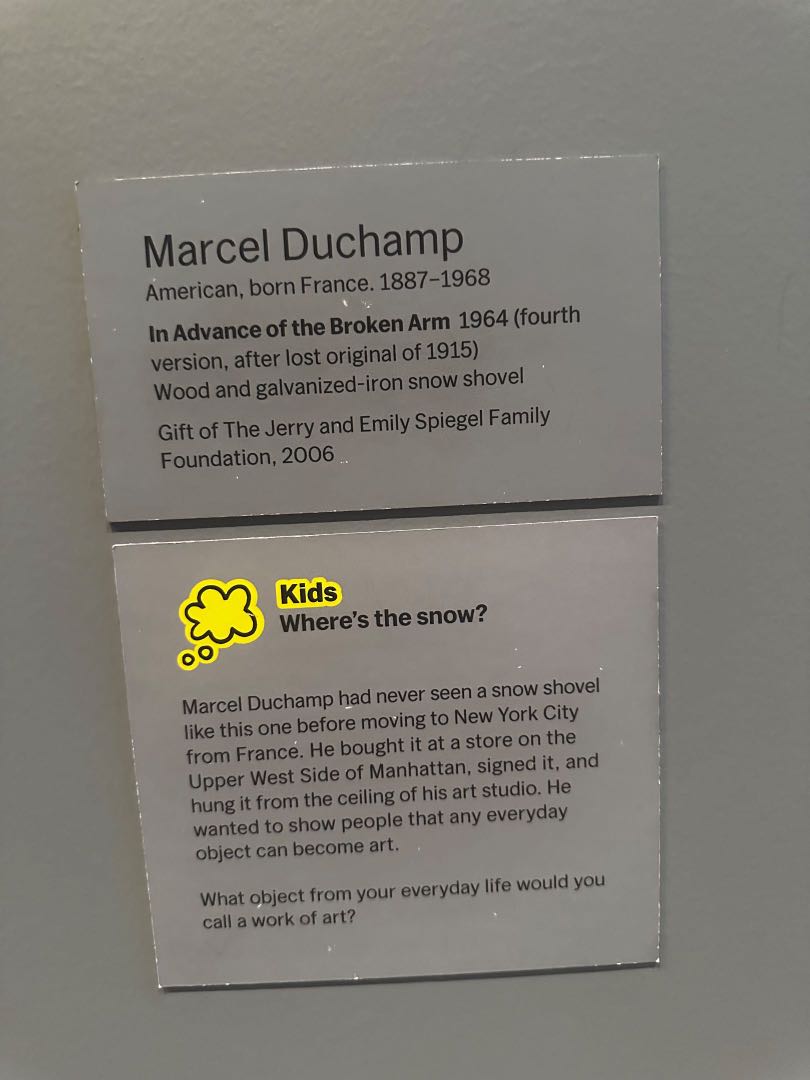 Marcel Duchamp
American, born France. 1887–1968
In Advance of the Broken Arm 1964 (fourth
version, after lost original of 1915)
Wood and galvanized-iron snow shovel
Gift of The Jerry and Emily Spiegel Family
Foundation, 2006
Kids
Where's the snow?
Marcel Duchamp had never seen a snow shovel
like this one before moving to New York City
from France. He bought it at a store on the
Upper West Side of Manhattan, signed it, and
hung it from the ceiling of his art studio. He
wanted to show people that any everyday
object can become art.
What object from your everyday life would you
call a work of art?